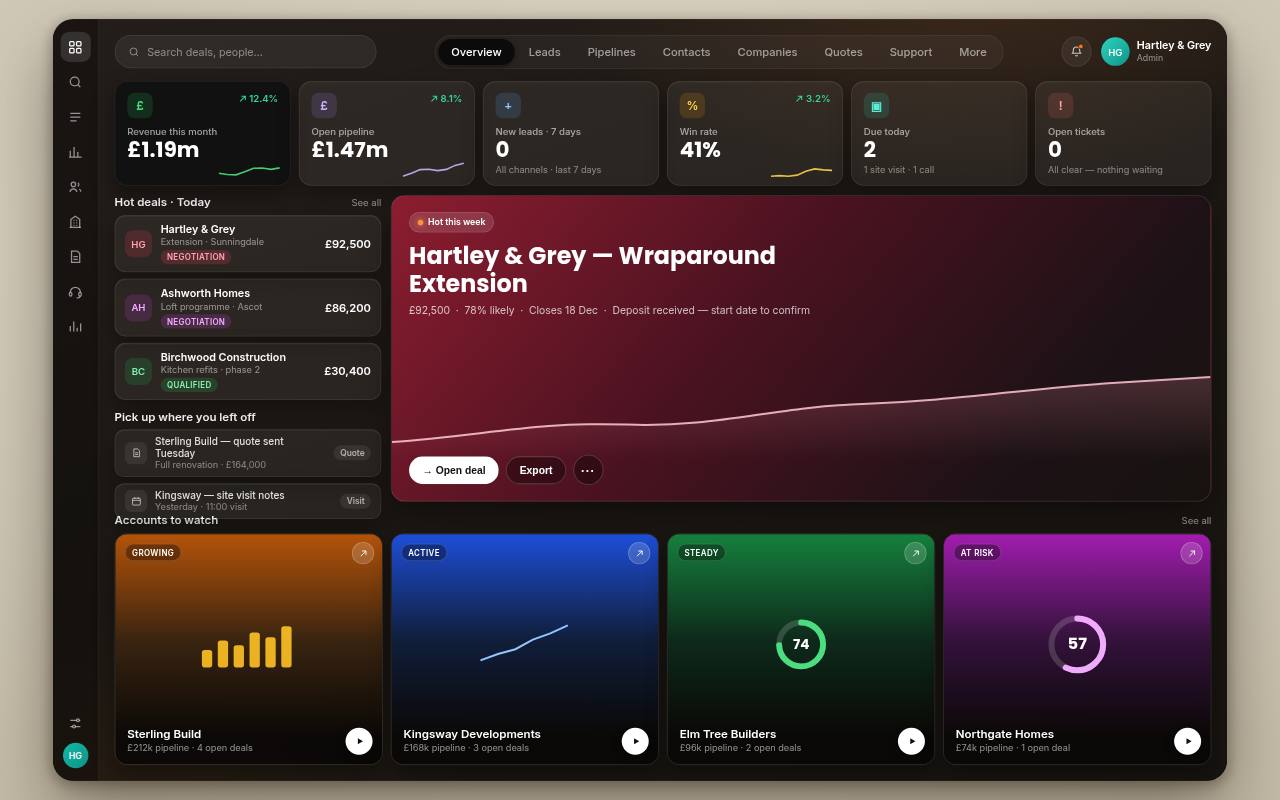 Search deals, people...
Overview
Leads
Pipelines
Contacts
Companies
Quotes
Support
More
HG
Hartley & Grey
Admin
£
↗ 12.4%
Revenue this month
£1.19m
£
↗ 8.1%
Open pipeline
£1.47m
+
New leads · 7 days
0
All channels · last 7 days
%
↗ 3.2%
Win rate
41%
Due today
2
1 site visit · 1 call
!
Open tickets
0
All clear — nothing waiting
Hot deals · Today
See all
HG
Hartley & Grey
Extension · Sunningdale
NEGOTIATION
£92,500
AH
Ashworth Homes
Loft programme · Ascot
NEGOTIATION
£86,200
BC
Birchwood Construction
Kitchen refits · phase 2
QUALIFIED
£30,400
Pick up where you left off
Sterling Build — quote sent
Tuesday
Full renovation · £164,000
Quote
Kingsway — site visit notes
Yesterday · 11:00 visit
Visit
Hot this week
Hartley & Grey — Wraparound
Extension
£92,500 · 78% likely · Closes 18 Dec · Deposit received — start date to confirm
→ Open deal
Export
···
Accounts to watch
See all
GROWING
Sterling Build
£212k pipeline · 4 open deals
ACTIVE
Kingsway Developments
£168k pipeline · 3 open deals
STEADY
74
Elm Tree Builders
£96k pipeline · 2 open deals
AT RISK
57
Northgate Homes
£74k pipeline · 1 open deal
HG